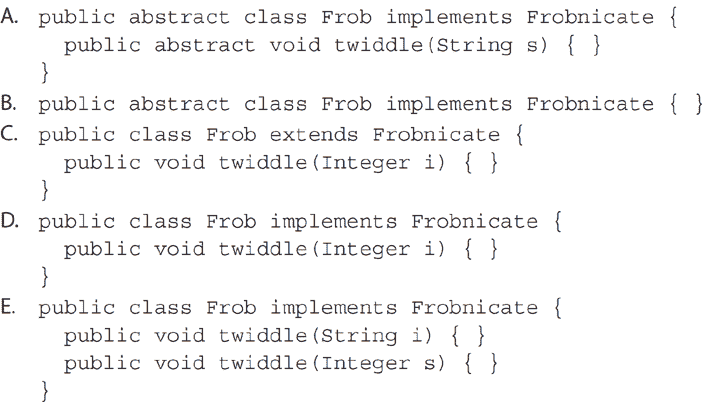 A. public abstract class Frob implements Frobnicate {
public abstract void twiddle(String s) { }
}
B. public abstract class Frob implements Frobnicate { }
C. public class Frob extends Frobnicate {
public void twiddle(Integer i) { }
}
D. public class Frob implements Frobnicate {
public void twiddle(Integer i) { }
}
E. public class Frob implements Frobnicate {
public void twiddle(String i) { }
public void twiddle(Integer s) { }
}